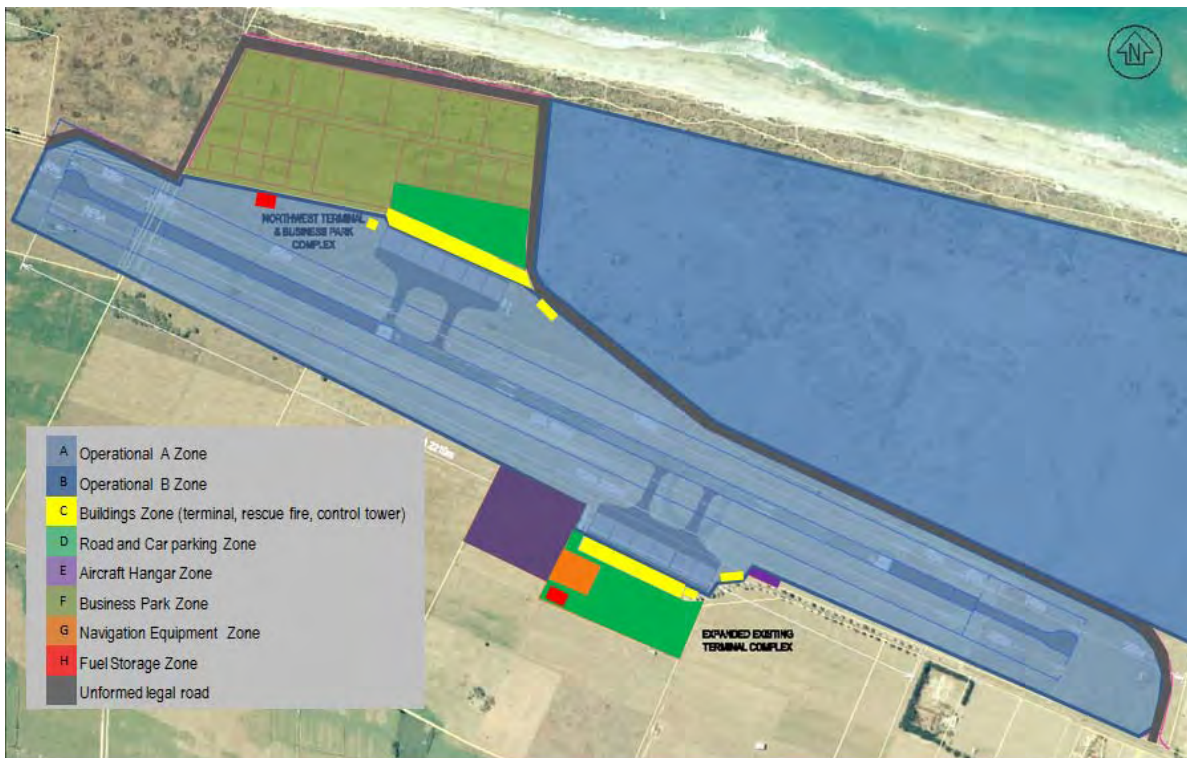 N
NORTHWEST TERMINAL
& BUSINESS PARK
COMPLEX
A 2210m
A Operational A Zone
B Operational B Zone
C Buildings Zone (terminal, rescue fire, control tower)
D Road and Car parking Zone
E Aircraft Hangar Zone
F Business Park Zone
G Navigation Equipment Zone
H Fuel Storage Zone
Unformed legal road
EXPANDED EXISTING
TERMINAL COMPLEX